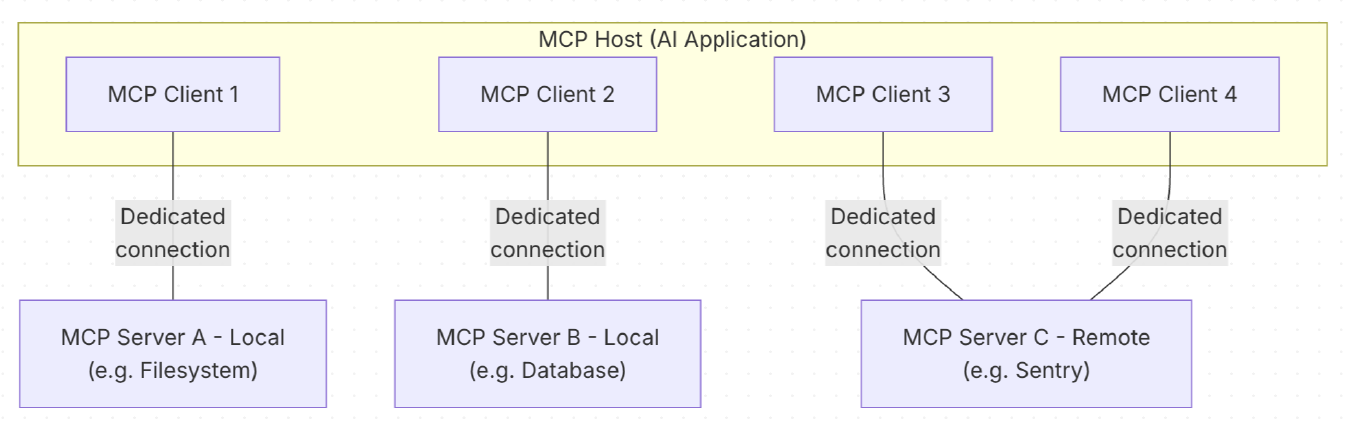 MCP Host (AI Application)
MCP Client 1
MCP Client 2
MCP Client 3
MCP Client 4
Dedicated
connection
Dedicated
connection
Dedicated
connection
Dedicated
connection
MCP Server A - Local
(e.g. Filesystem)
MCP Server B - Local
(e.g. Database)
MCP Server C - Remote
(e.g. Sentry)